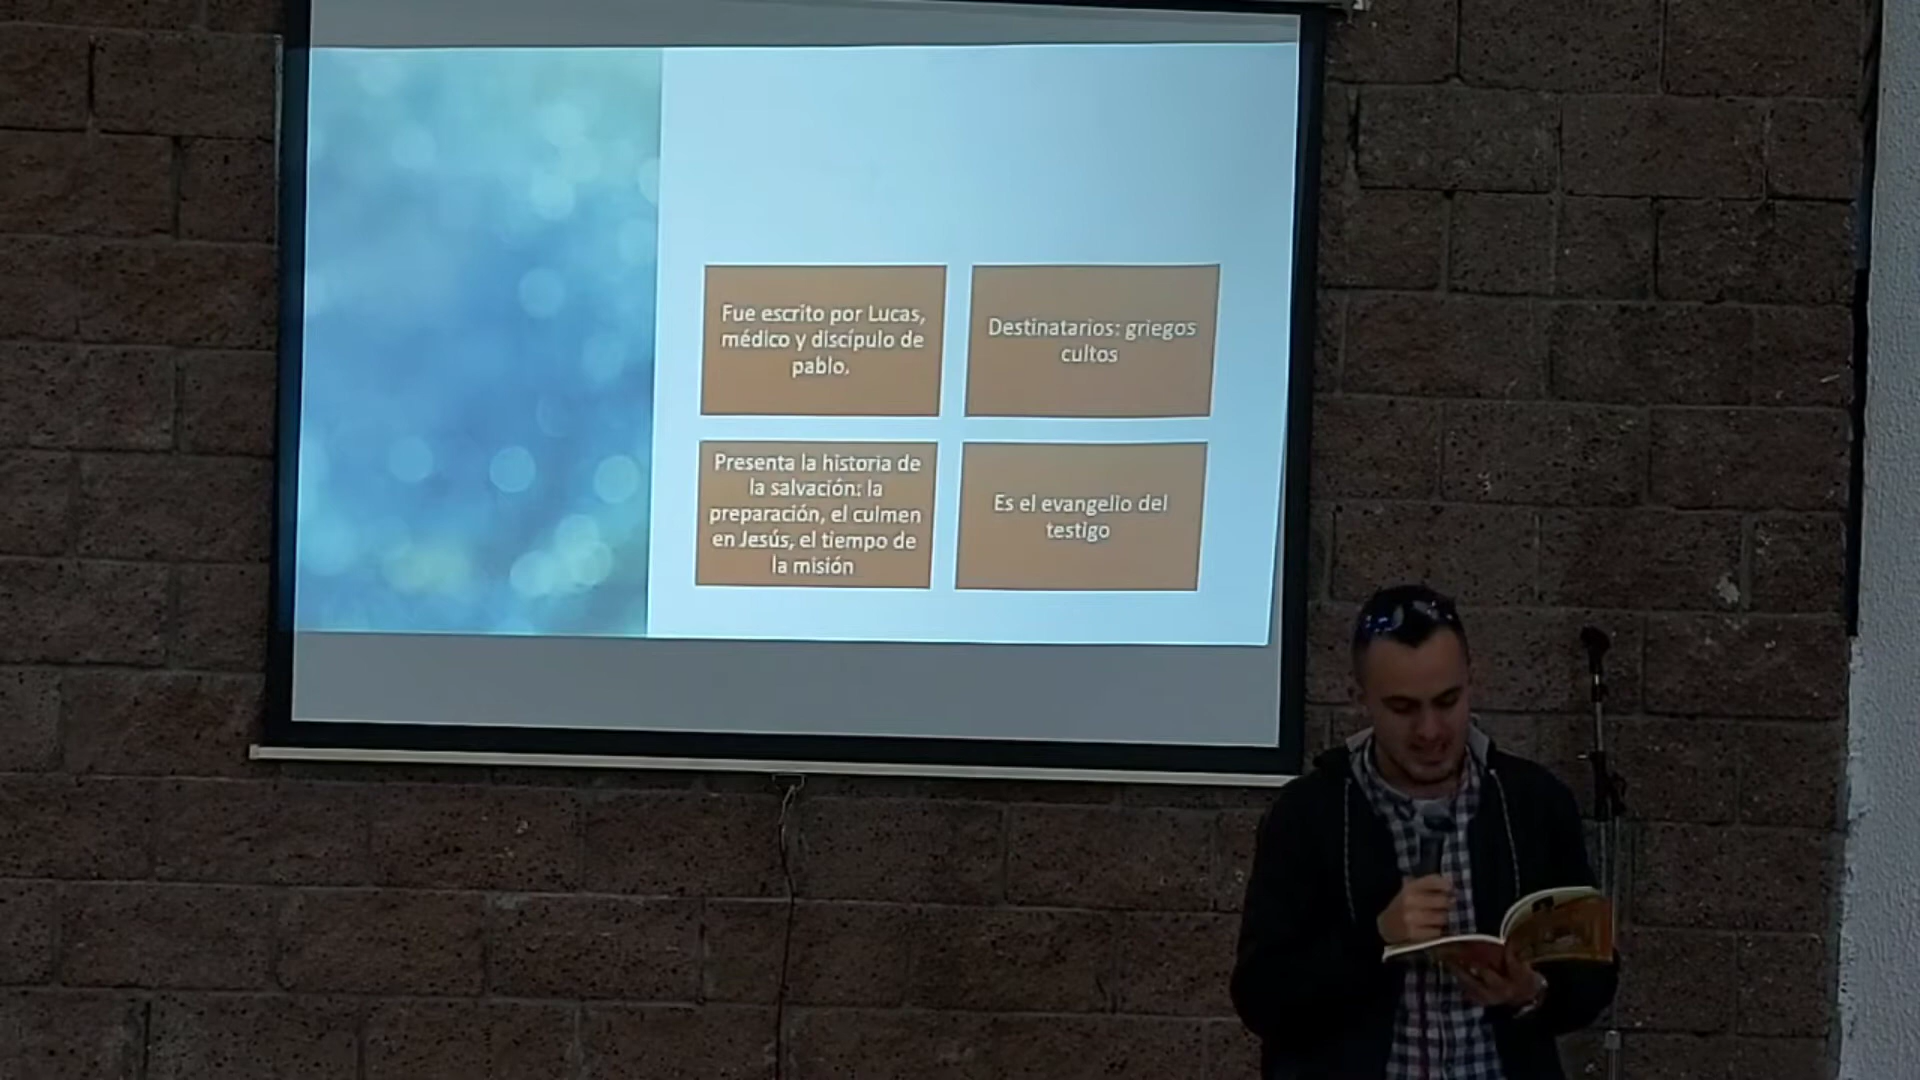 Fue escrito por Lucas,
médico y discípulo de
pablo.
Destinatarios: griegos
cultos
Presenta la historia de
la salvación: la
preparación, el culmen
en Jesús, el tiempo de
la misión
Es el evangelio del
testigo